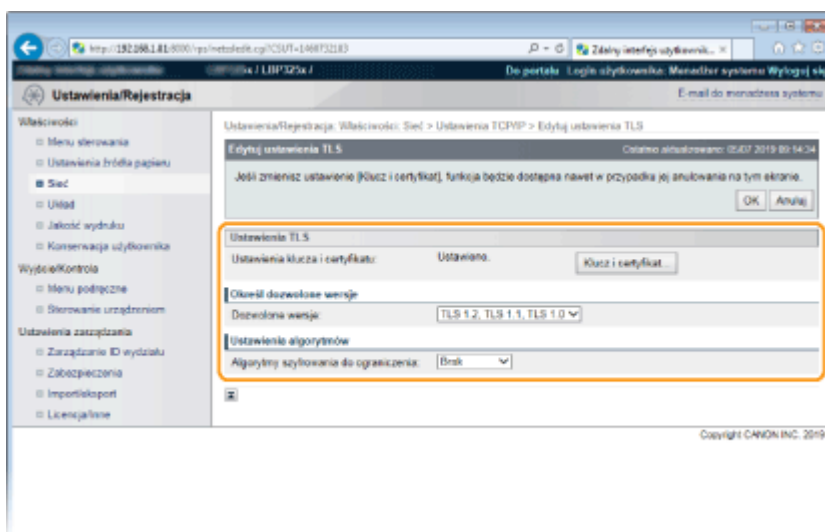 http://192.168.1.81:8000/rps/nwtcpled
Zdalny interfejs użytkownik...
/ LBP325x /
Do portalu Login użytkownika: Menedżer systemu Wyloguj się
Ustawienia/Rejestracja
E-mail do menedżera systemu
Właściwości
Menu sterowania
Ustawienia źródła papieru
Sieć
Układ
Jakość wydruku
Konserwacja użytkownika
Wyjście/Kontrola
Menu podręczne
Sterowanie urządzeniem
Ustawienia zarządzania
Zarządzanie ID wydziału
Zabezpieczenia
Import/eksport
Licencja/Inne
Ustawienia/Rejestracja: Właściwości: Sieć > Ustawienia TCP/IP > Edytuj ustawienia TLS
Edytuj ustawienia TLS
Ostatnio aktualizowano: 05/07 2019 09:14:34
Jeśli zmienisz ustawienie [Klucz i certyfikat], funkcja będzie dostępna nawet w przypadku jej anulowania na tym ekranie.
OK Anuluj
Ustawienia TLS
Ustawienia klucza i certyfikatu: Ustawiono. Klucz i certyfikat...
Określ dozwolone wersje
Dozwolone wersje: TLS 1.2, TLS 1.1, TLS 1.0
Ustawienie algorytmów
Algorytmy szyfrowania do ograniczenia: Brak
Copyright CANON INC. 2019